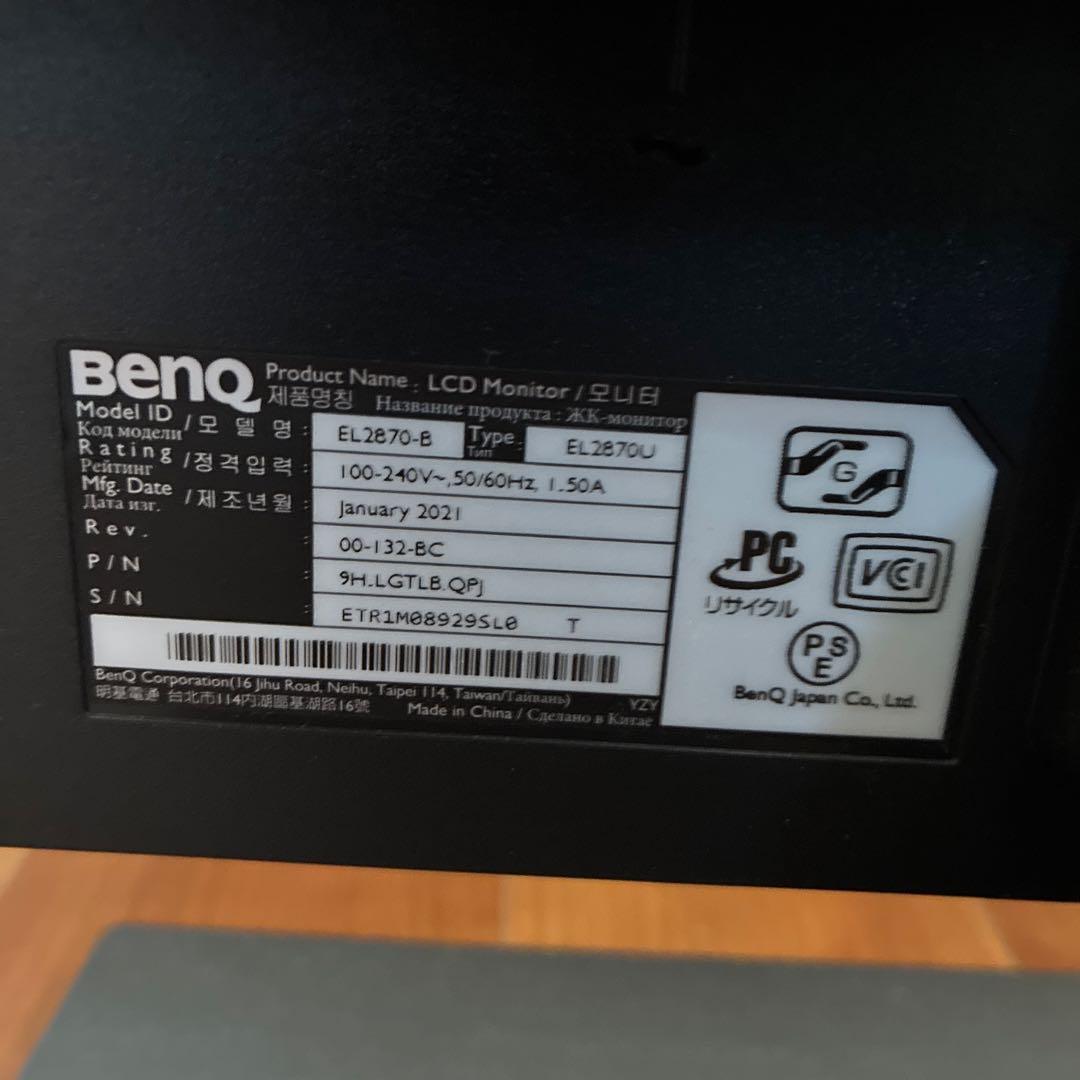 BenQ
Product Name : LCD Monitor / 모니터
제품명칭 Название продукта : ЖК-монитор
Model ID / 모 델 명 : EL2870-B Type : EL2870U
Код модели Тип
Rating / 정격입력 : 100-240V~, 50/60Hz, 1.50A
Рейтинг
Mfg. Date / 제조년월 : January 2021
Дата изг.
Rev. : 00-132-BC
P/N : 9H.LGTLB.QPJ
S/N : ETR1M08929SL0 T
BenQ Corporation(16 Jihu Road, Neihu, Taipei 114, Taiwan/Тайвань)
明基電通 台北市114內湖區基湖路16號 YZY
Made in China / Сделано в Китае
G
PC
リサイクル
VCCI
PSE
BenQ Japan Co., Ltd.